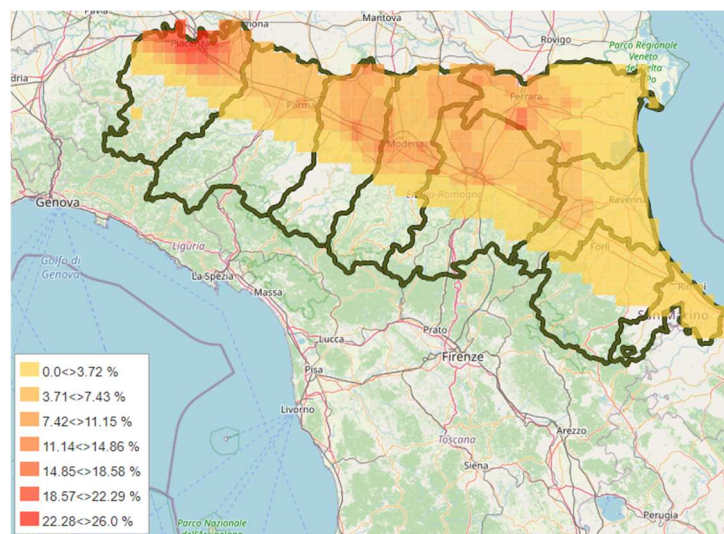 Pavia
Cremona
Mantova
Rovigo
Piacenza
Parco Regionale
Veneto
del Delta
Po
Ferrara
Parma
Modena
Emilia-Romagna
Ravenna
Genova
Golfo di
Genova
Liguria
Forlì
La Spezia
Rimini
Massa
San Marino
Lucca
Prato
Firenze
Pisa
Livorno
Toscana
Arezzo
Siena
Perugia
Parco Nazionale
0.0<>3.72 %
3.71<>7.43 %
7.42<>11.15 %
11.14<>14.86 %
14.85<>18.58 %
18.57<>22.29 %
22.28<>26.0 %